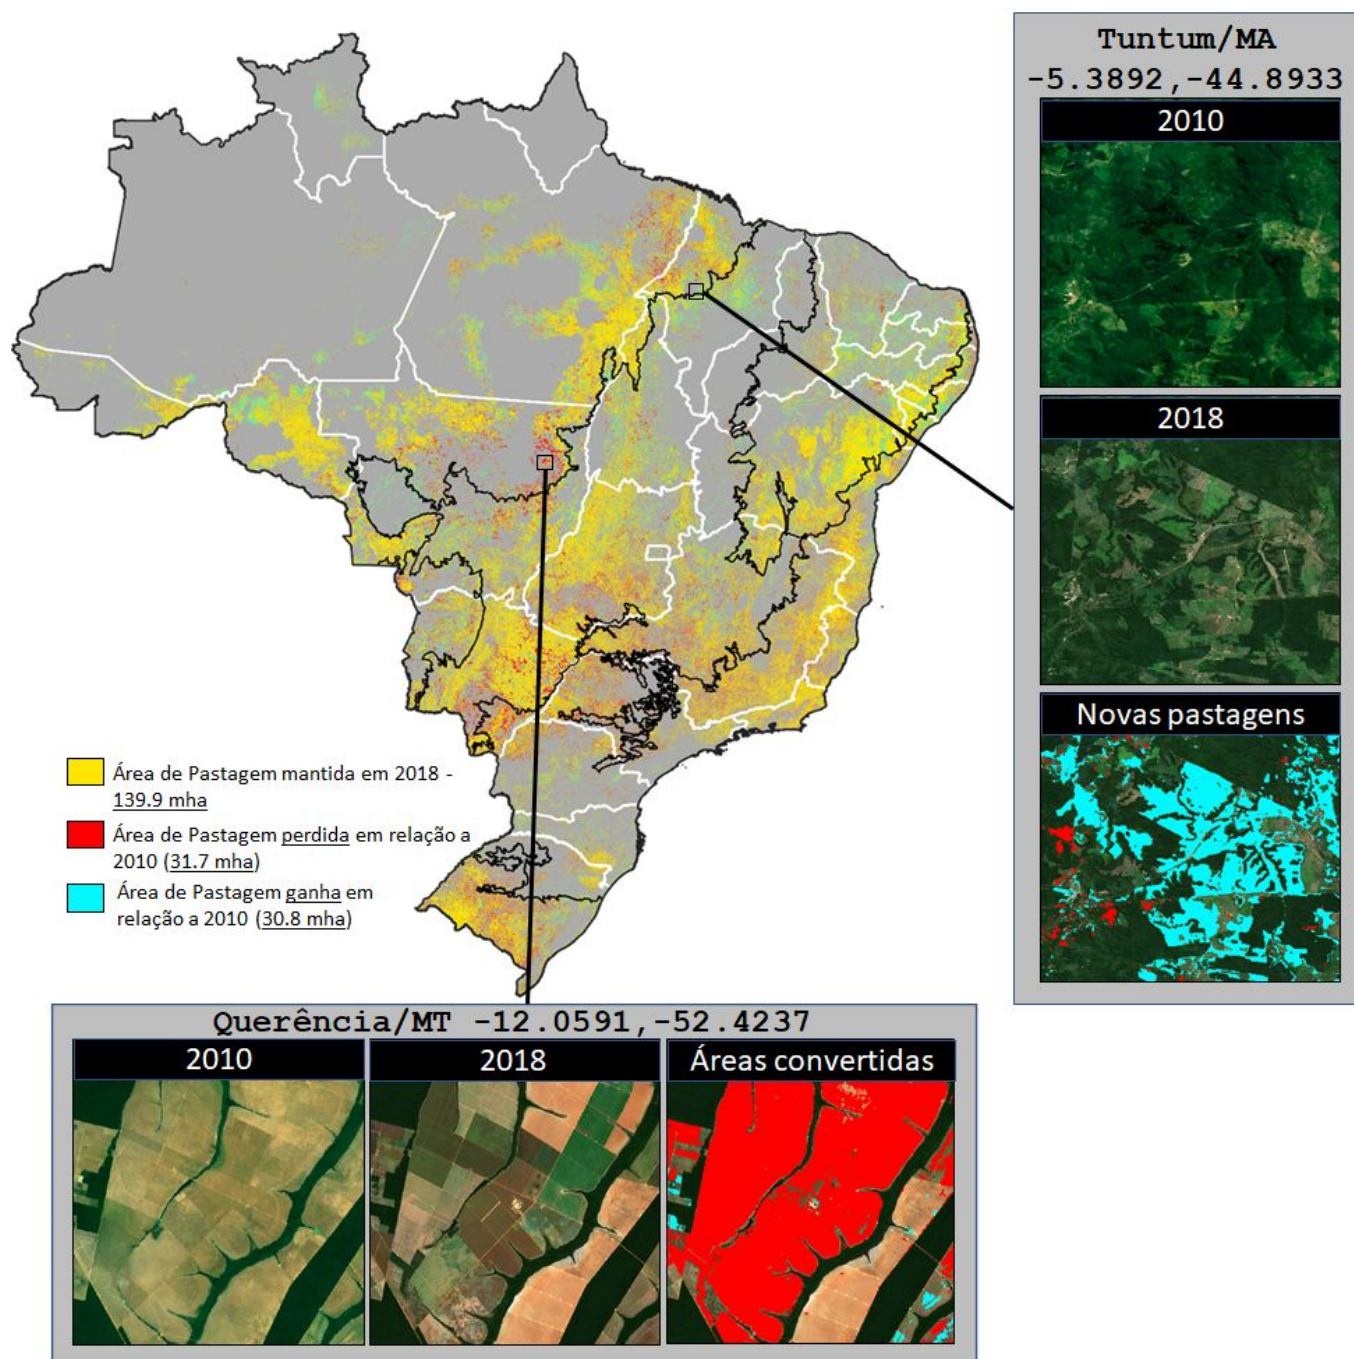 Tuntum/MA
-5.3892,-44.8933
2010
2018
Novas pastagens
Área de Pastagem mantida em 2018 -
139.9 mha
Área de Pastagem perdida em relação a
2010 (31.7 mha)
Área de Pastagem ganha em
relação a 2010 (30.8 mha)
Querência/MT -12.0591,-52.4237
2010
2018
Áreas convertidas